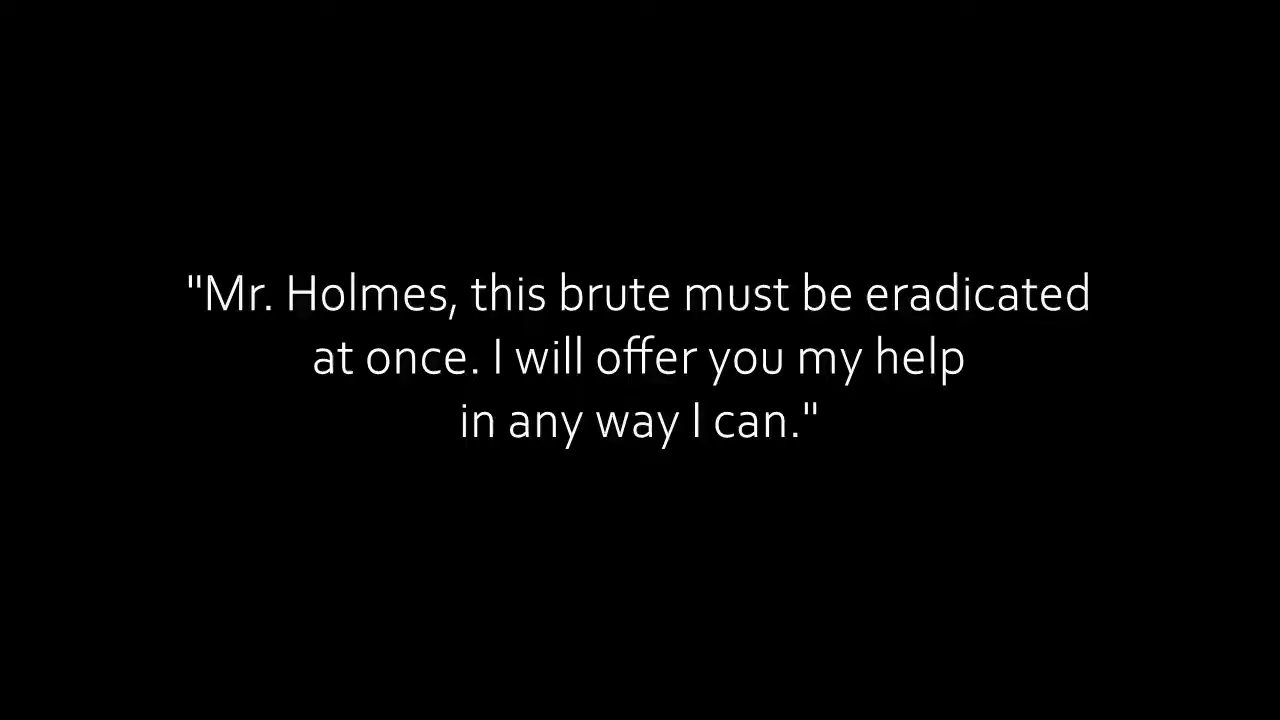 "Mr. Holmes, this brute must be eradicated
at once. I will offer you my help
in any way I can."